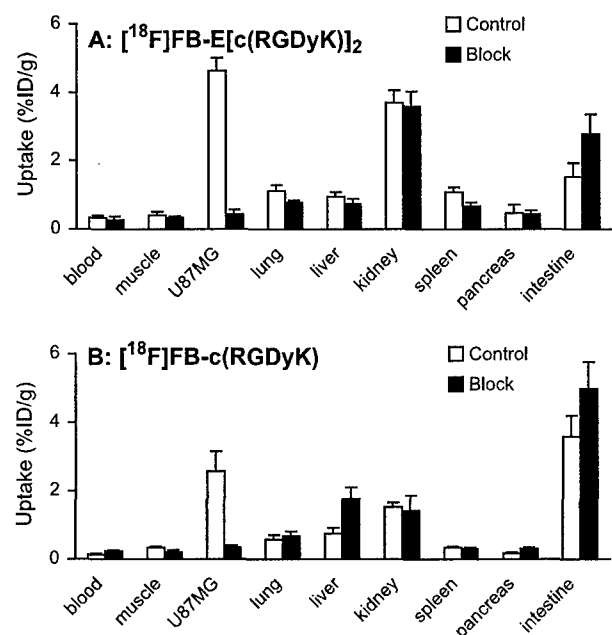 6
A: [¹⁸F]FB-E[c(RGDyK)]₂
Control
Block
4
2
0
Uptake (%ID/g)
blood
muscle
U87MG
lung
liver
kidney
spleen
pancreas
intestine
6
B: [¹⁸F]FB-c(RGDyK)
Control
Block
4
2
0
Uptake (%ID/g)
blood
muscle
U87MG
lung
liver
kidney
spleen
pancreas
intestine